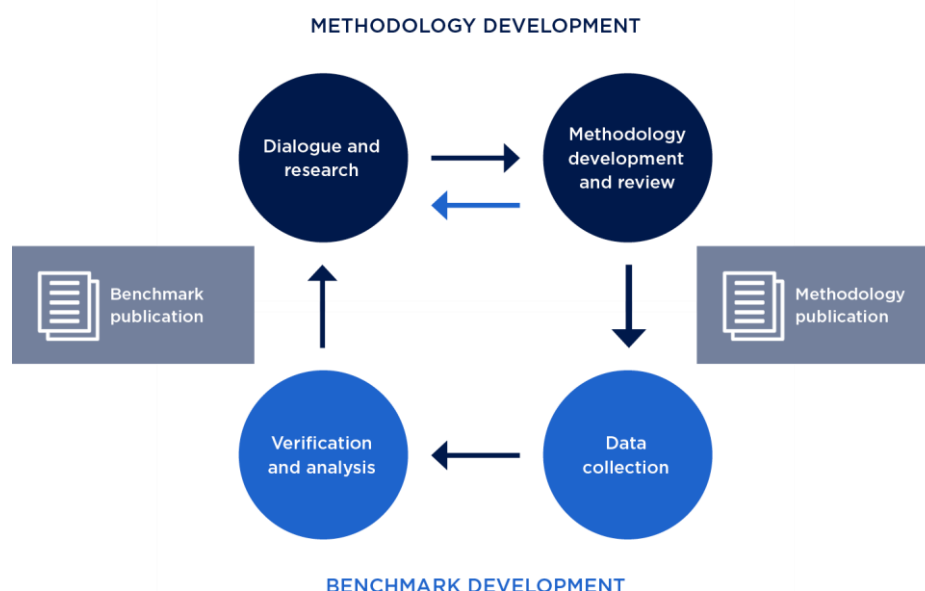 METHODOLOGY DEVELOPMENT
Dialogue and
research
Methodology
development
and review
Benchmark
publication
Methodology
publication
Verification
and analysis
Data
collection
BENCHMARK DEVELOPMENT